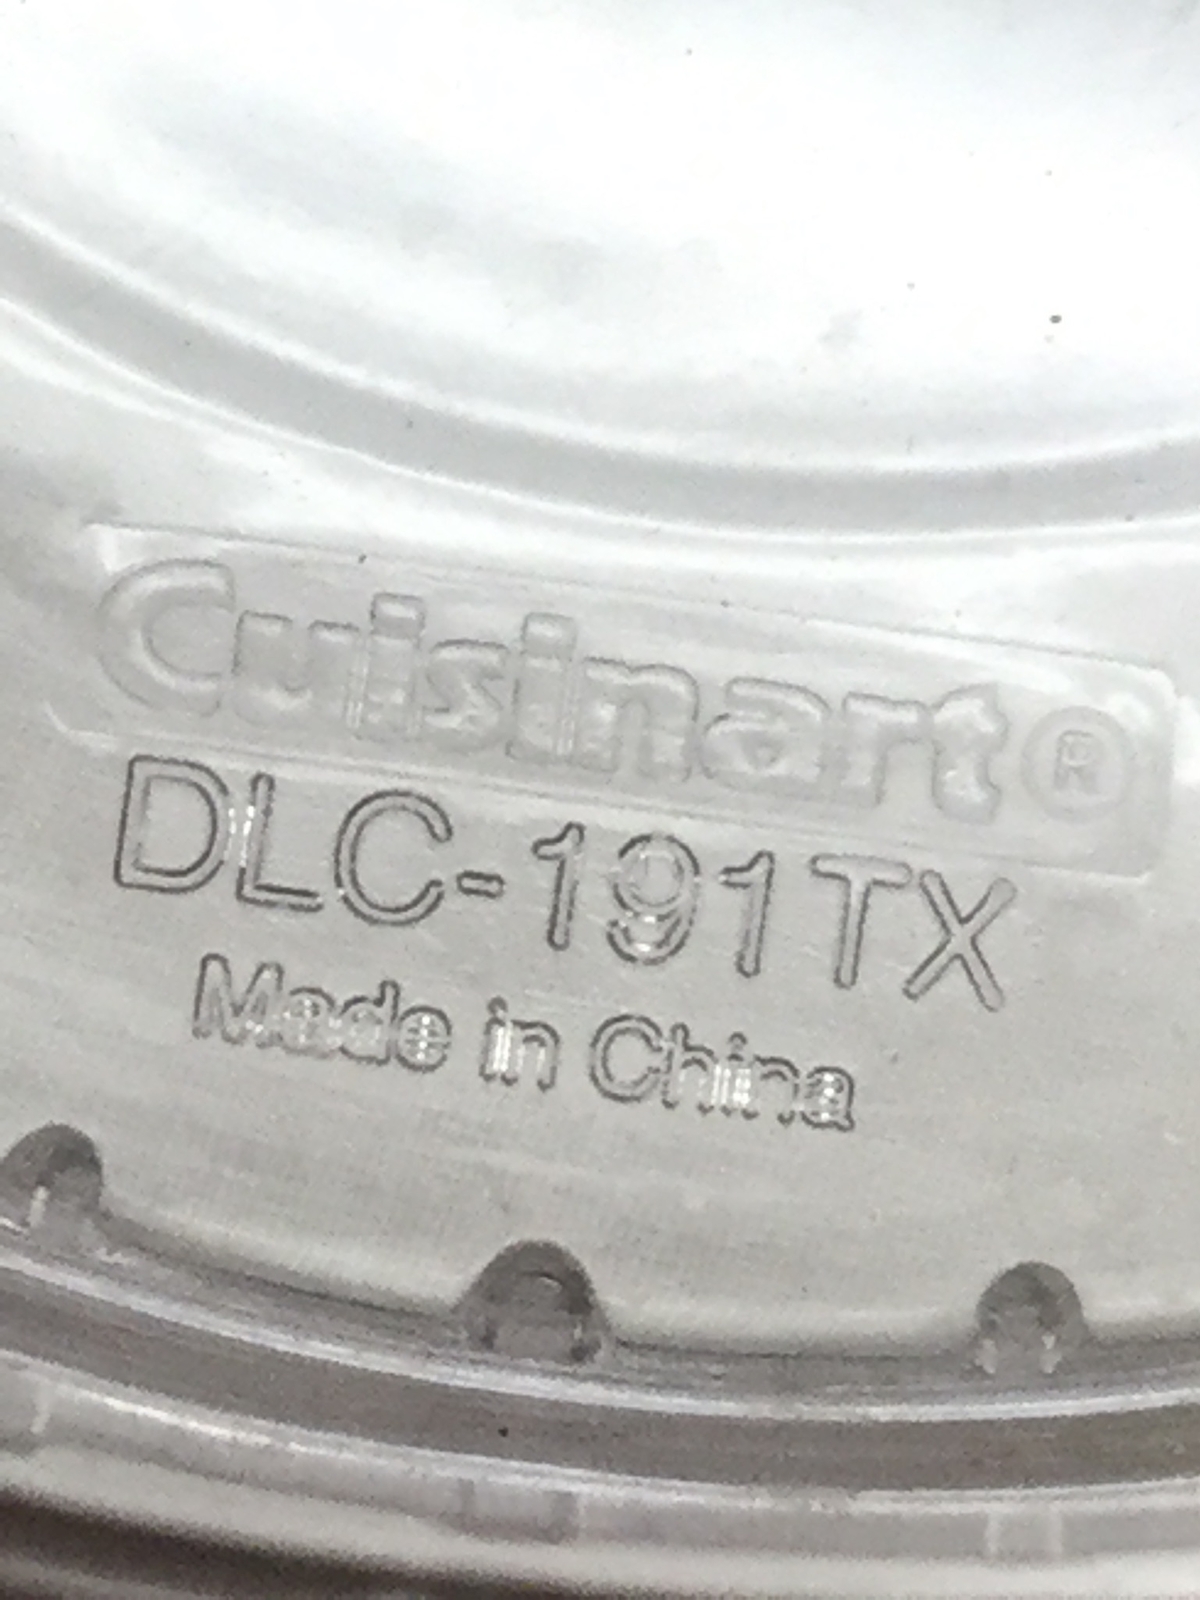 Cuisinart®
DLC-191TX
Made in China